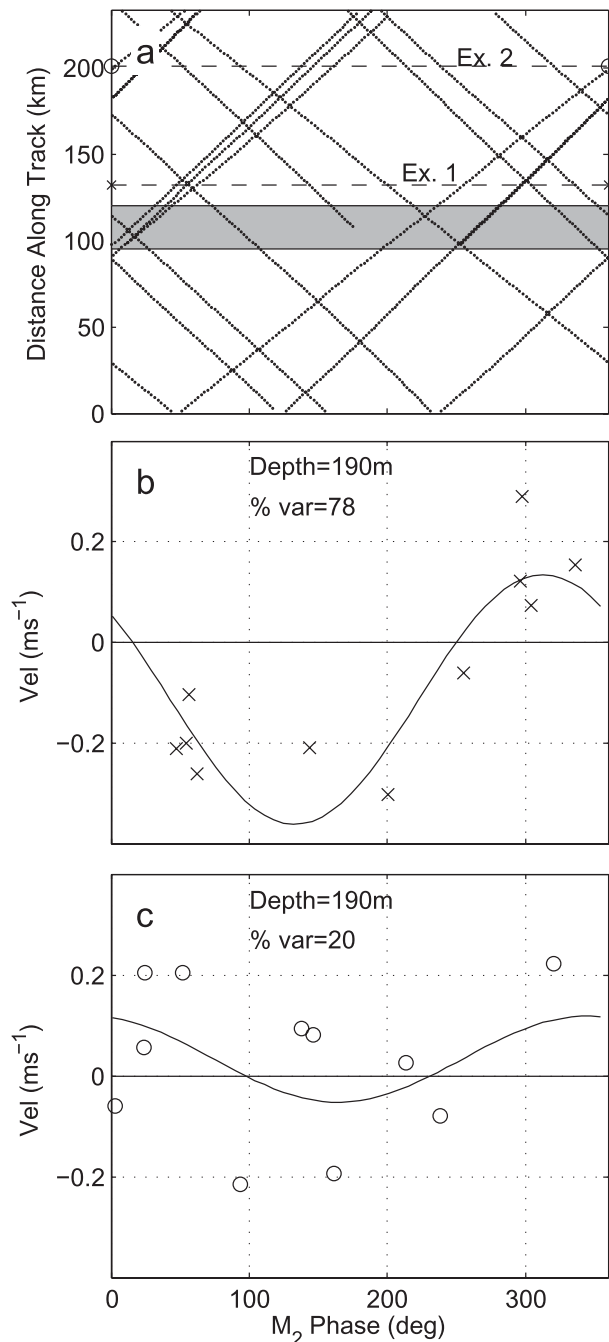 a
Ex. 2
Ex. 1
200
150
100
50
0
Distance Along Track (km)
b
Depth=190m
% var=78
0.2
0
−0.2
Vel (ms⁻¹)
c
Depth=190m
% var=20
0.2
0
−0.2
Vel (ms⁻¹)
0 100 200 300
M₂ Phase (deg)